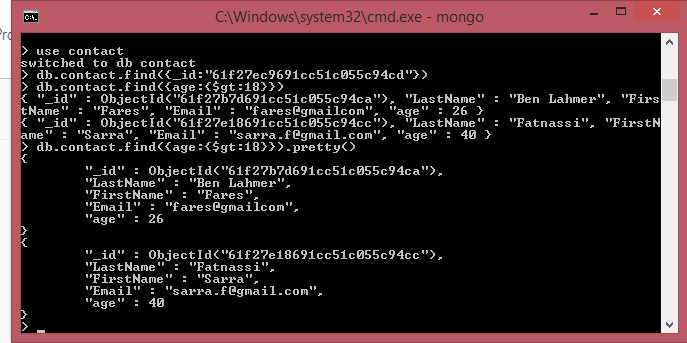 C:\Windows\system32\cmd.exe - mongo
> use contact
switched to db contact
> db.contact.find({_id:"61f27ec9691cc51c055c94cd"})
> db.contact.find({age:{$gt:18}})
{ "_id" : ObjectId("61f27b7d691cc51c055c94ca"), "LastName" : "Ben Lahmer", "Firs
tName" : "Fares", "Email" : "fares@gmailcom", "age" : 26 }
{ "_id" : ObjectId("61f27e18691cc51c055c94cc"), "LastName" : "Fatnassi", "FirstN
ame" : "Sarra", "Email" : "sarra.f@gmail.com", "age" : 40 }
> db.contact.find({age:{$gt:18}}).pretty()
{
"_id" : ObjectId("61f27b7d691cc51c055c94ca"),
"LastName" : "Ben Lahmer",
"FirstName" : "Fares",
"Email" : "fares@gmailcom",
"age" : 26
}
{
"_id" : ObjectId("61f27e18691cc51c055c94cc"),
"LastName" : "Fatnassi",
"FirstName" : "Sarra",
"Email" : "sarra.f@gmail.com",
"age" : 40
}
>